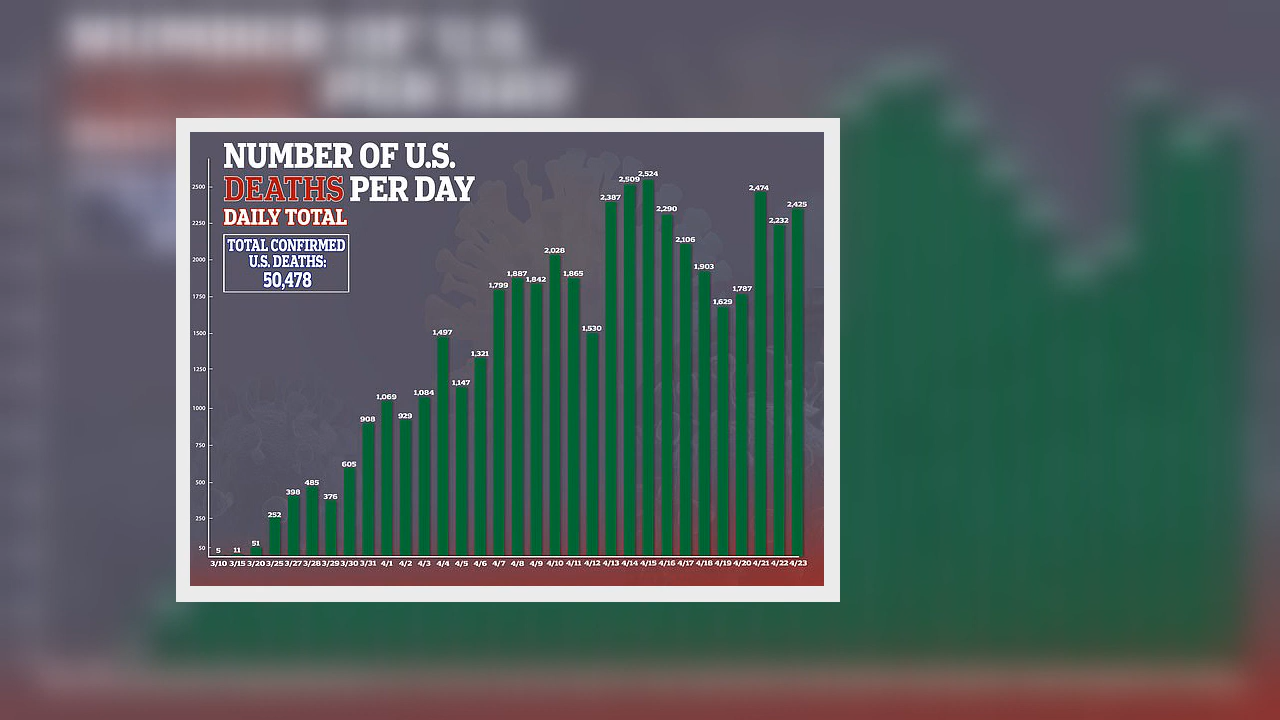 NUMBER OF U.S.
DEATHS PER DAY
DAILY TOTAL
TOTAL CONFIRMED
U.S. DEATHS:
50,478
2500
2250
2000
1750
1500
1250
1000
750
500
250
50
5 11 51 252 398 485 376 605 908 1,069 929 1,084 1,497 1,147 1,321 1,799 1,887 1,842 2,028 1,865 1,530 2,387 2,509 2,524 2,290 2,106 1,903 1,629 1,787 2,474 2,232 2,425
3/10 3/15 3/20 3/25 3/27 3/28 3/29 3/30 3/31 4/1 4/2 4/3 4/4 4/5 4/6 4/7 4/8 4/9 4/10 4/11 4/12 4/13 4/14 4/15 4/16 4/17 4/18 4/19 4/20 4/21 4/22 4/23